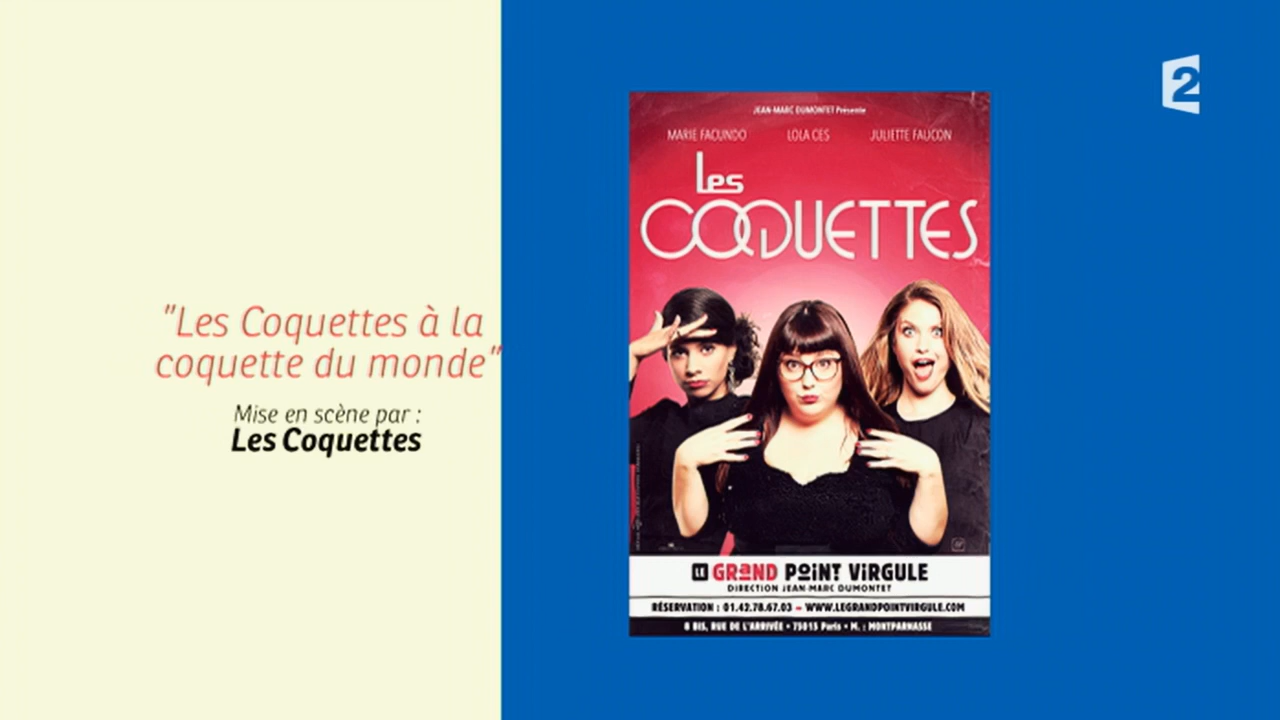 "Les Coquettes à la
coquette du monde"
Mise en scène par :
Les Coquettes
2
JEAN-MARC DUMONTET Présente
MARIE FACUNDO LOLA CÈS JULIETTE FAUCON
Les
COQUETTES
LE GRaND POiNT ViRGULE
DIRECTION JEAN-MARC DUMONTET
RÉSERVATION : 01.42.78.67.03 - WWW.LEGRANDPOINTVIRGULE.COM
8 BIS, RUE DE L'ARRIVÉE • 75015 Paris • M. : MONTPARNASSE